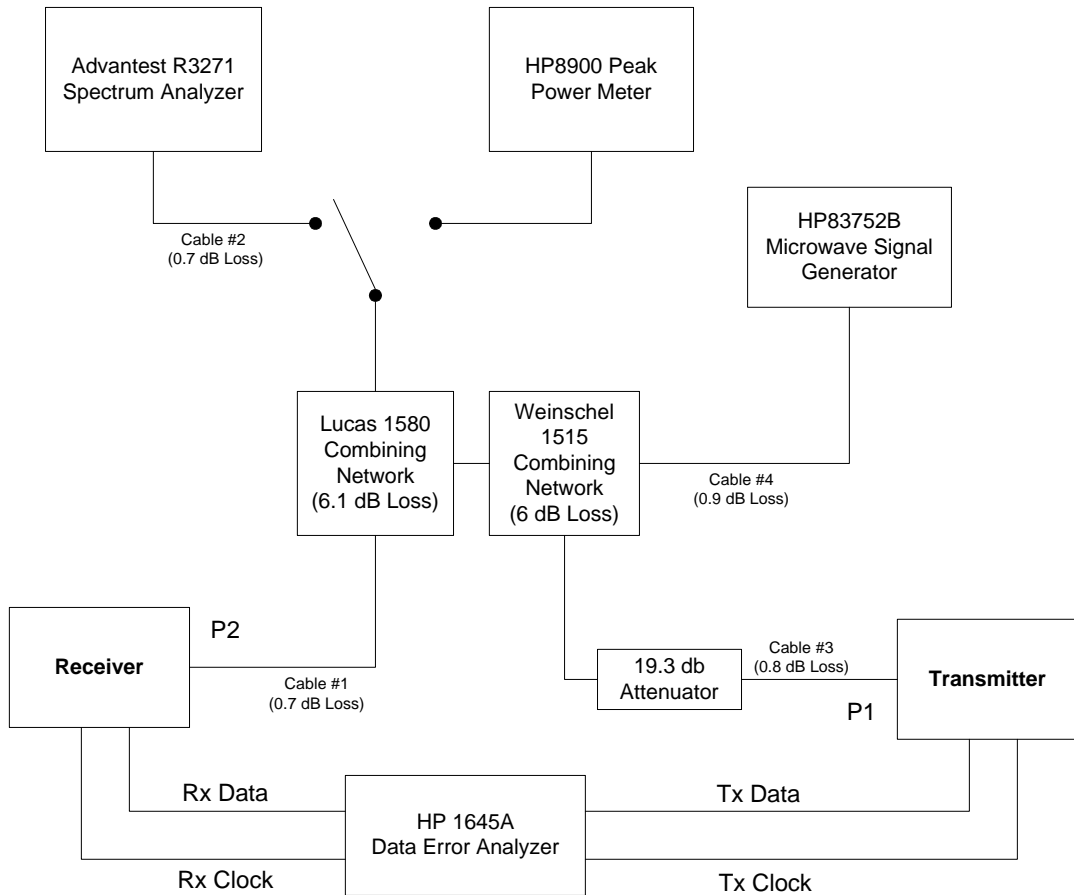 Advantest R3271
Spectrum Analyzer
HP8900 Peak
Power Meter
Cable #2
(0.7 dB Loss)
HP83752B
Microwave Signal
Generator
Lucas 1580
Combining
Network
(6.1 dB Loss)
Weinschel
1515
Combining
Network
(6 dB Loss)
Cable #4
(0.9 dB Loss)
Receiver
P2
Cable #1
(0.7 dB Loss)
19.3 db
Attenuator
Cable #3
(0.8 dB Loss)
P1
Transmitter
Rx Data
Rx Clock
HP 1645A
Data Error Analyzer
Tx Data
Tx Clock